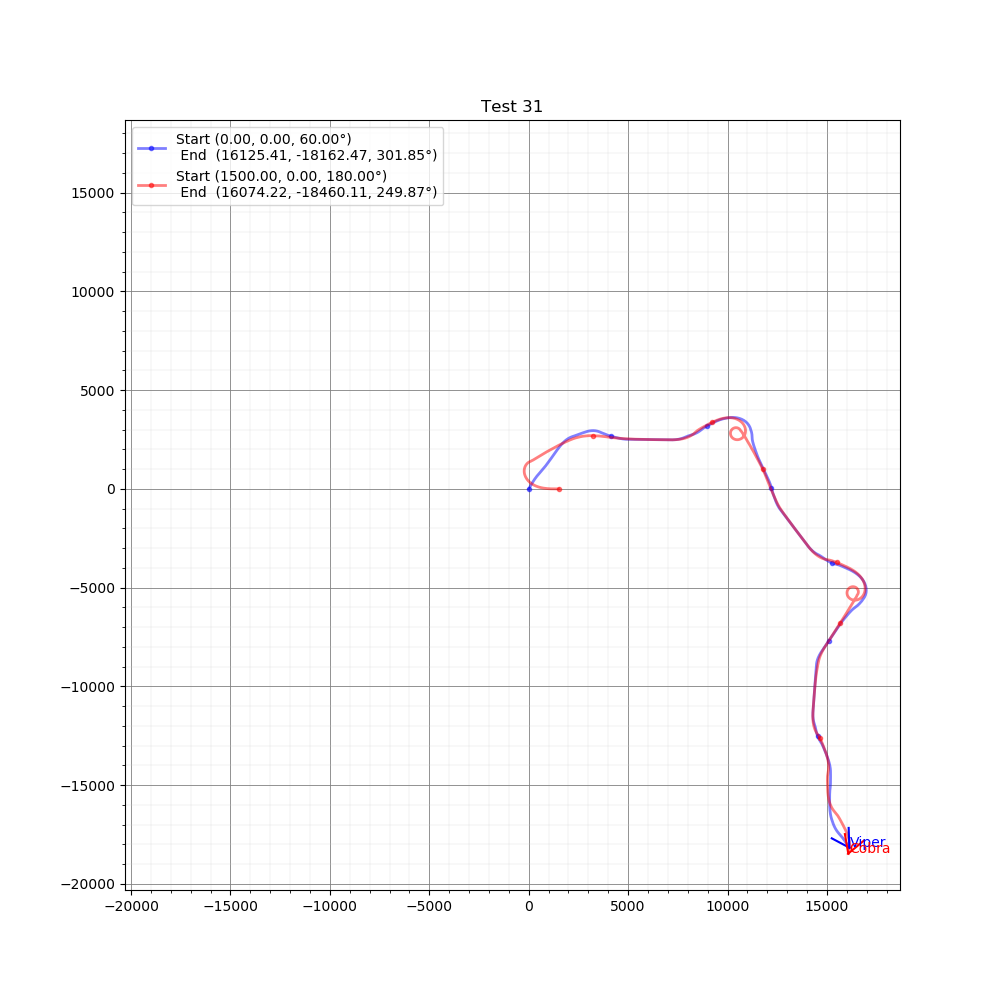 Test 31
Start (0.00, 0.00, 60.00°)
End (16125.41, -18162.47, 301.85°)
Start (1500.00, 0.00, 180.00°)
End (16074.22, -18460.11, 249.87°)
15000
10000
5000
0
−5000
−10000
−15000
−20000
Viper
Cobra
−20000 −15000 −10000 −5000 0 5000 10000 15000